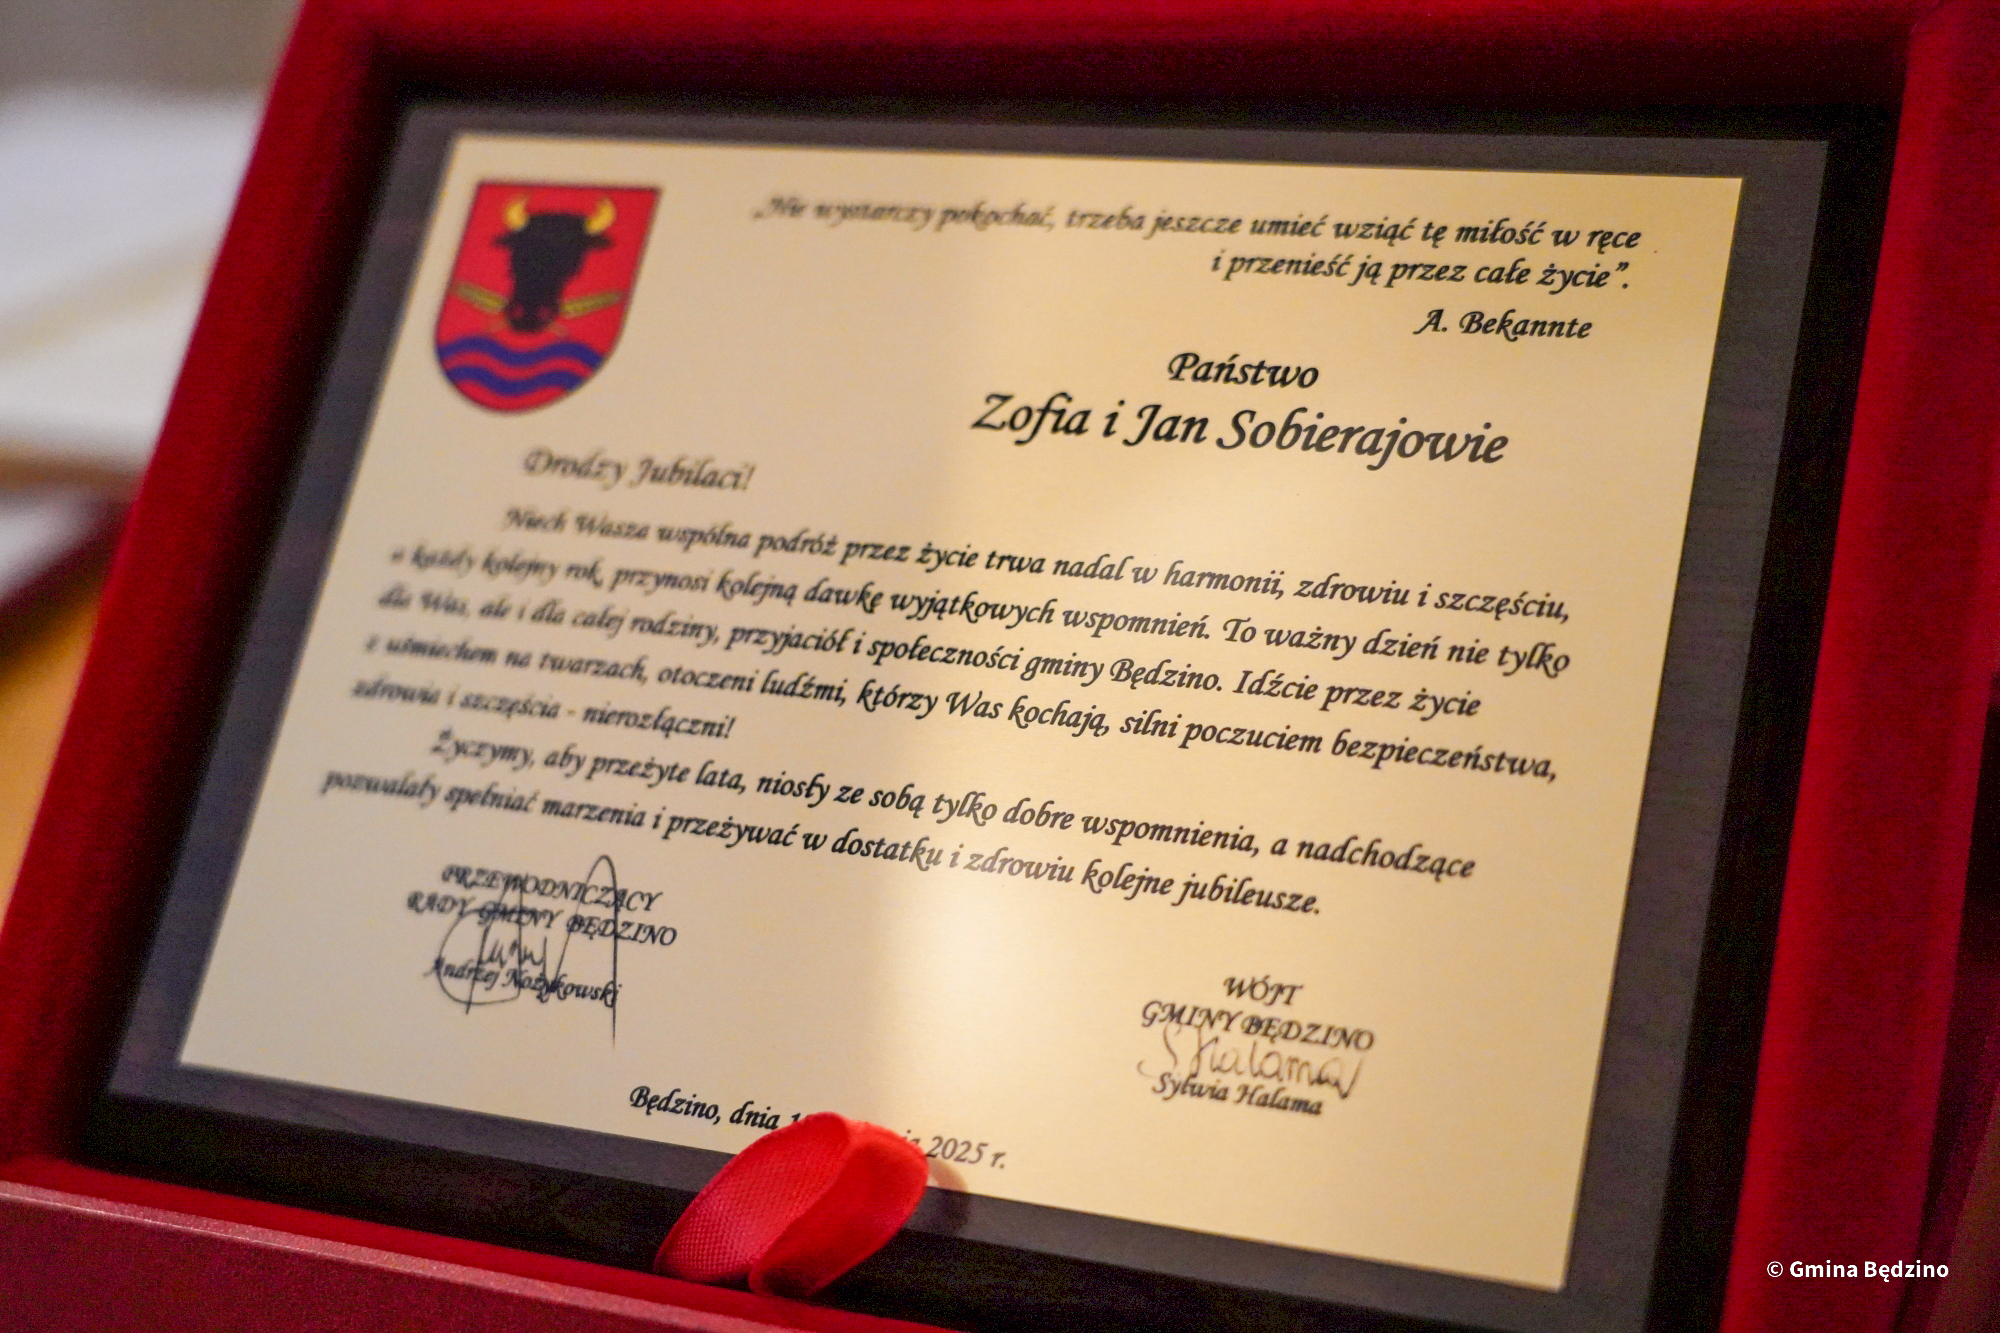 „Nie wystarczy pokochać, trzeba jeszcze umieć wziąć tę miłość w ręce
i przenieść ją przez całe życie”.
A. Bekannte
Państwo
Zofia i Jan Sobierajowie
Drodzy Jubilaci!
Niech Wasza wspólna podróż przez życie trwa nadal w harmonii, zdrowiu i szczęściu,
a każdy kolejny rok, przynosi kolejną dawkę wyjątkowych wspomnień. To ważny dzień nie tylko
dla Was, ale i dla całej rodziny, przyjaciół i społeczności gminy Będzino. Idźcie przez życie
z uśmiechem na twarzach, otoczeni ludźmi, którzy Was kochają, silni poczuciem bezpieczeństwa,
zdrowia i szczęścia - nierozłączni!
Życzymy, aby przeżyte lata, niosły ze sobą tylko dobre wspomnienia, a nadchodzące
pozwalały spełniać marzenia i przeżywać w dostatku i zdrowiu kolejne jubileusze.
PRZEWODNICZĄCY
RADY GMINY BĘDZINO
Andrzej Nożykowski
WÓJT
GMINY BĘDZINO
SHalama
Sylwia Halama
Będzino, dnia 2025 r.
© Gmina Będzino